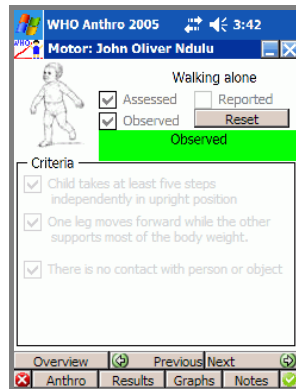 WHO Anthro 2005 3:42
WHO Motor: John Oliver Ndulu
Walking alone
Assessed Reported
Observed Reset
Observed
Criteria
Child takes at least five steps
independently in upright position
One leg moves forward while the other
supports most of the body weight.
There is no contact with person or object
Overview Previous Next
Anthro Results Graphs Notes